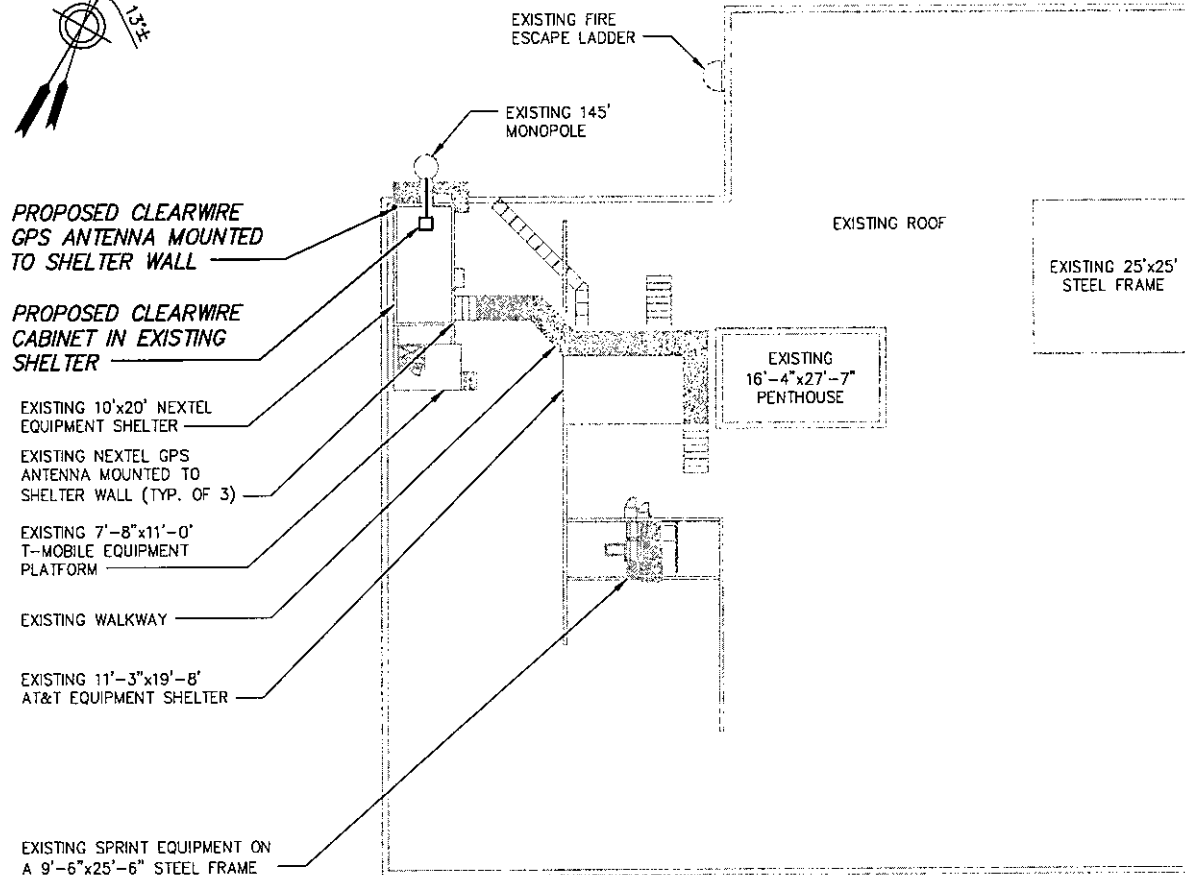 13°±
EXISTING FIRE
ESCAPE LADDER
EXISTING 145'
MONOPOLE
PROPOSED CLEARWIRE
GPS ANTENNA MOUNTED
TO SHELTER WALL
EXISTING ROOF
EXISTING 25'x25'
STEEL FRAME
PROPOSED CLEARWIRE
CABINET IN EXISTING
SHELTER
EXISTING
16'-4"x27'-7"
PENTHOUSE
EXISTING 10'x20' NEXTEL
EQUIPMENT SHELTER
EXISTING NEXTEL GPS
ANTENNA MOUNTED TO
SHELTER WALL (TYP. OF 3)
EXISTING 7'-8"x11'-0'
T-MOBILE EQUIPMENT
PLATFORM
EXISTING WALKWAY
EXISTING 11'-3"x19'-8'
AT&T EQUIPMENT SHELTER
EXISTING SPRINT EQUIPMENT ON
A 9'-6"x25'-6" STEEL FRAME